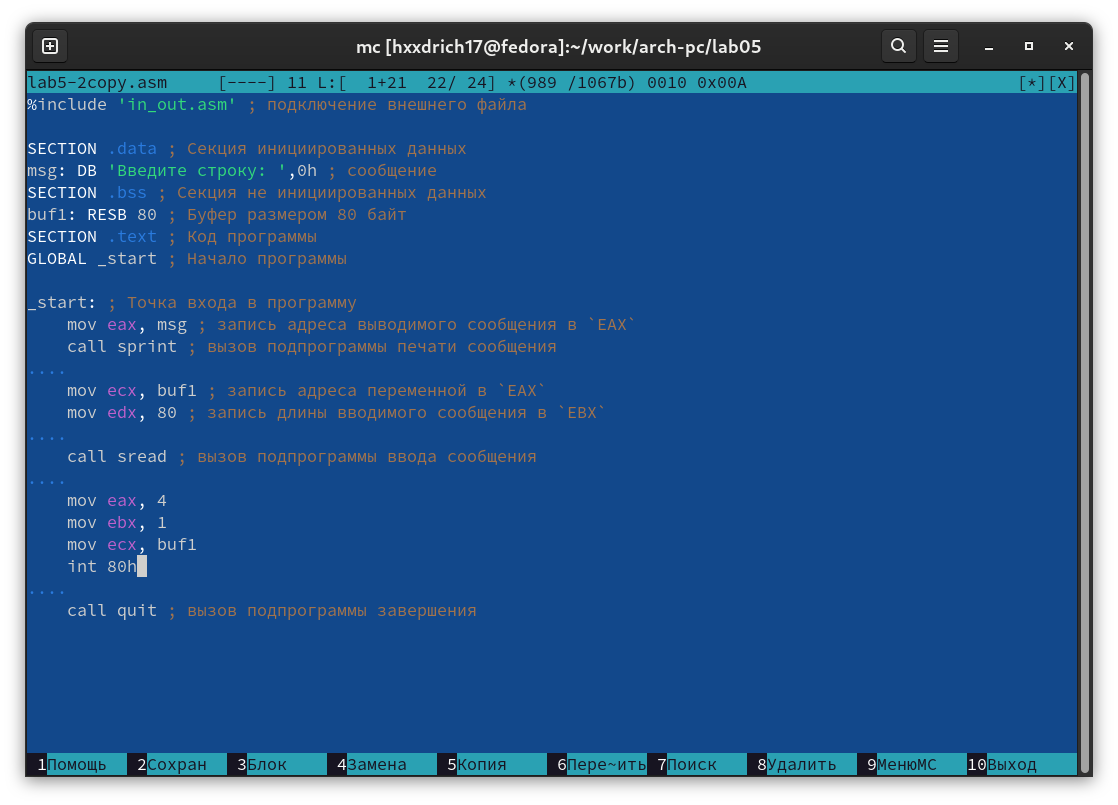 mc [hxxdrich17@fedora]:~/work/arch-pc/lab05
lab5-2copy.asm [----] 11 L:[ 1+21 22/ 24] *(989 /1067b) 0010 0x00A [*][X]
%include 'in_out.asm' ; подключение внешнего файла
SECTION .data ; Секция инициированных данных
msg: DB 'Введите строку: ',0h ; сообщение
SECTION .bss ; Секция не инициированных данных
buf1: RESB 80 ; Буфер размером 80 байт
SECTION .text ; Код программы
GLOBAL _start ; Начало программы
_start: ; Точка входа в программу
mov eax, msg ; запись адреса выводимого сообщения в `EAX`
call sprint ; вызов подпрограммы печати сообщения
....
mov ecx, buf1 ; запись адреса переменной в `EAX`
mov edx, 80 ; запись длины вводимого сообщения в `EBX`
....
call sread ; вызов подпрограммы ввода сообщения
....
mov eax, 4
mov ebx, 1
mov ecx, buf1
int 80h
....
call quit ; вызов подпрограммы завершения
1Помощь 2Сохран 3Блок 4Замена 5Копия 6Пере~ить 7Поиск 8Удалить 9МенюMC 10Выход